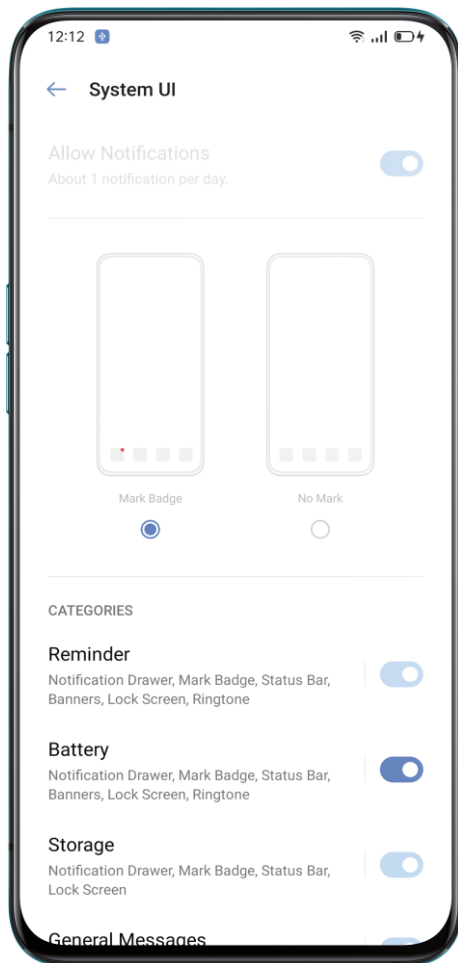 12:12
System UI
Allow Notifications
About 1 notification per day.
Mark Badge
No Mark
CATEGORIES
Reminder
Notification Drawer, Mark Badge, Status Bar,
Banners, Lock Screen, Ringtone
Battery
Notification Drawer, Mark Badge, Status Bar,
Banners, Lock Screen, Ringtone
Storage
Notification Drawer, Mark Badge, Status Bar,
Lock Screen
General Messages